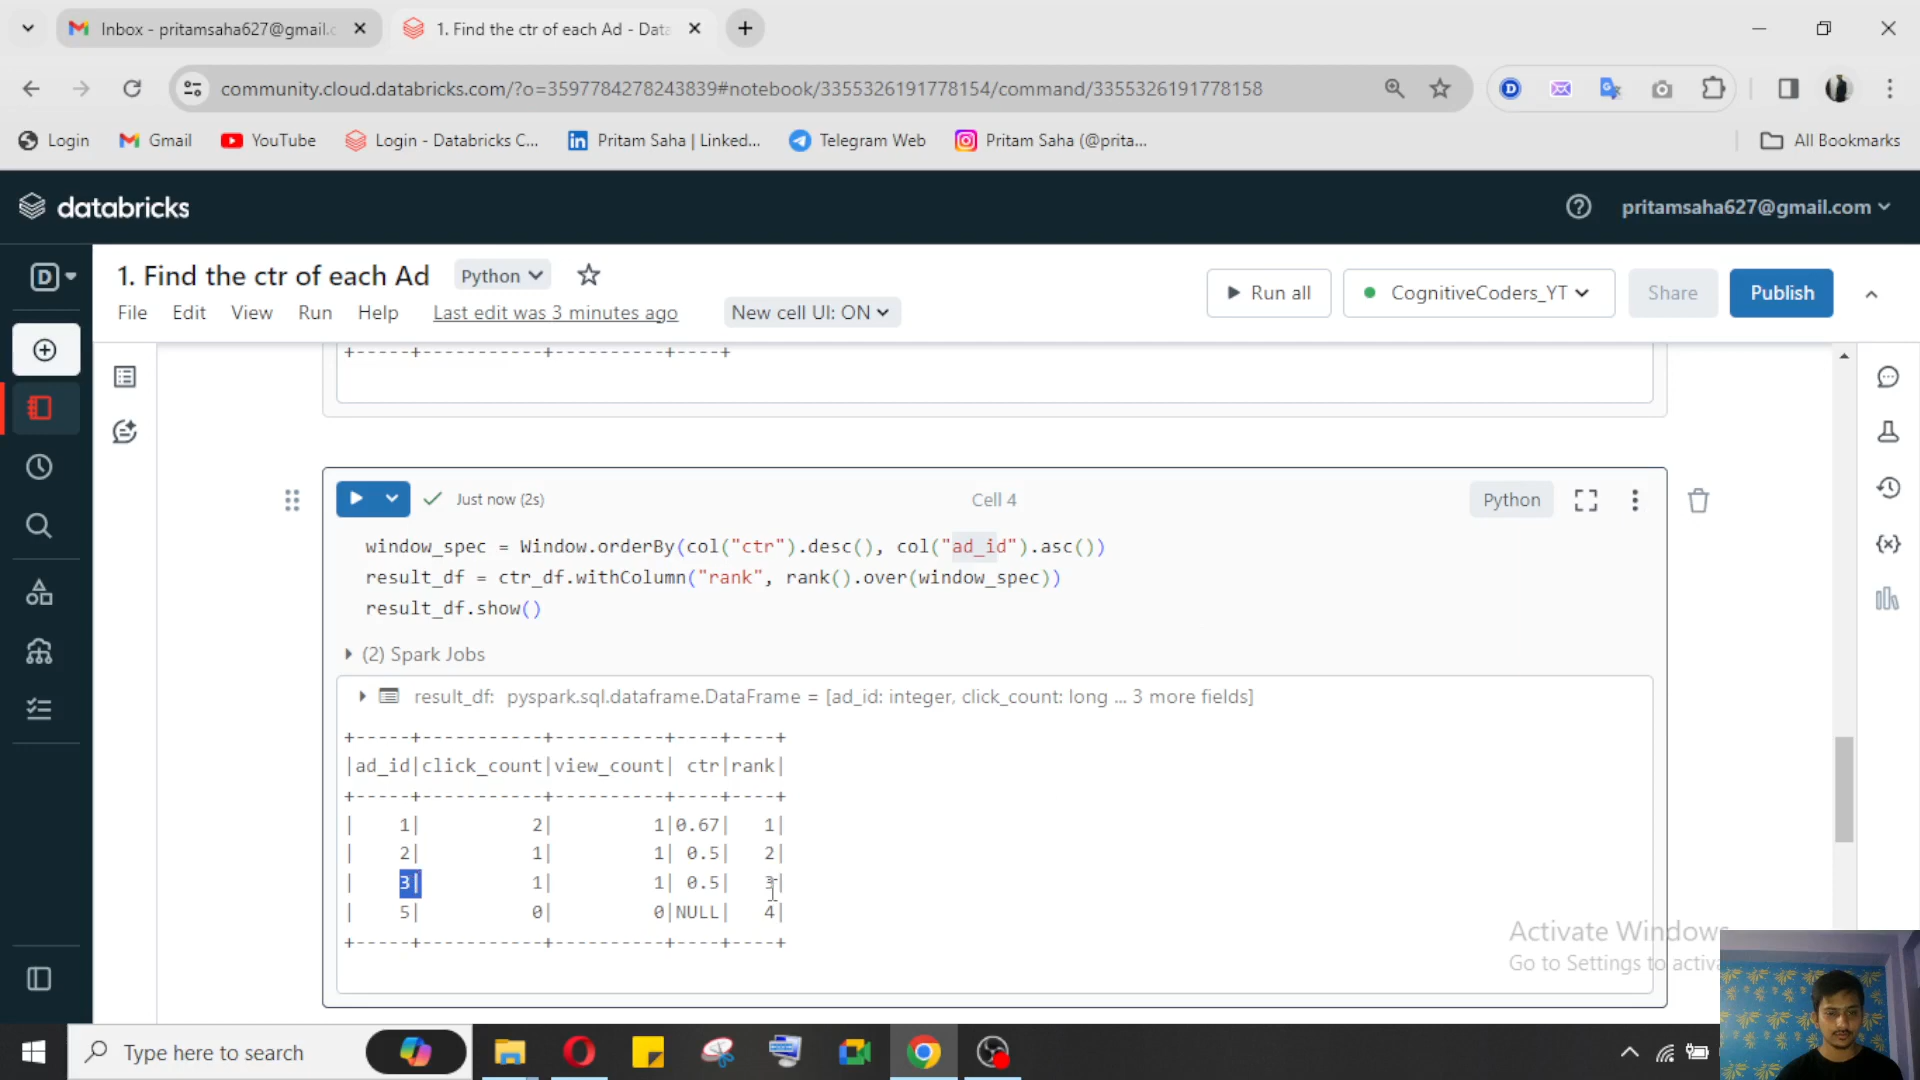 Inbox - pritamsaha627@gmail.c
1. Find the ctr of each Ad - Data
community.cloud.databricks.com/?o=3597784278243839#notebook/3355326191778154/command/3355326191778158
Login
Gmail
YouTube
Login - Databricks C...
Pritam Saha | Linked...
Telegram Web
Pritam Saha (@prita...
All Bookmarks
databricks
pritamsaha627@gmail.com
D
1. Find the ctr of each Ad
Python
File Edit View Run Help
Last edit was 3 minutes ago
New cell UI: ON
Run all
CognitiveCoders_YT
Share
Publish
+-----+-----------+----------+----+
Just now (2s)
Cell 4
Python
window_spec = Window.orderBy(col("ctr").desc(), col("ad_id").asc())
result_df = ctr_df.withColumn("rank", rank().over(window_spec))
result_df.show()
(2) Spark Jobs
result_df: pyspark.sql.dataframe.DataFrame = [ad_id: integer, click_count: long ... 3 more fields]
+-----+-----------+----------+----+----+
|ad_id|click_count|view_count| ctr|rank|
+-----+-----------+----------+----+----+
|    1|          2|         1|0.67|   1|
|    2|          1|         1| 0.5|   2|
|    3|          1|         1| 0.5|   3|
|    5|          0|         0|NULL|   4|
+-----+-----------+----------+----+----+
Activate Windows
Go to Settings to activa
Type here to search